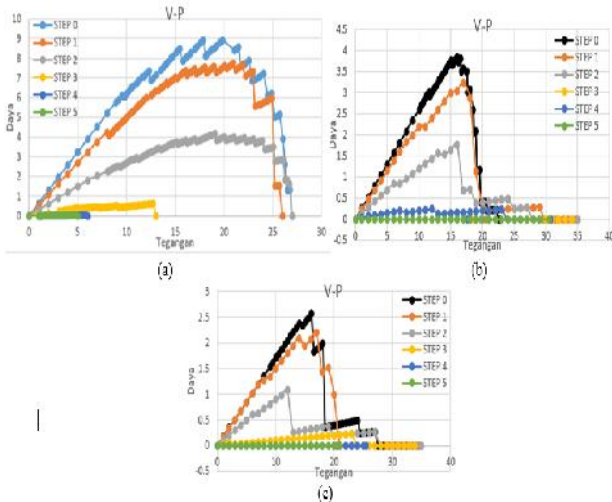 V-P
Daya
10
9
8
7
6
5
4
3
2
1
0
STEP 0
STEP 1
STEP 2
STEP 3
STEP 4
STEP 5
0 5 10 15 20 25 30
Tegangan
(a)
V-P
Daya
4.5
4
3.5
3
2.5
2
1.5
1
0.5
0
-0.5
STEP 0
STEP 1
STEP 2
STEP 3
STEP 4
STEP 5
0 5 10 15 20 25 30 35 40
Tegangan
(b)
V-P
Daya
3
2.5
2
1.5
1
0.5
0
-0.5
STEP 0
STEP 1
STEP 2
STEP 3
STEP 4
STEP 5
0 10 20 30 40
Tegangan
(c)